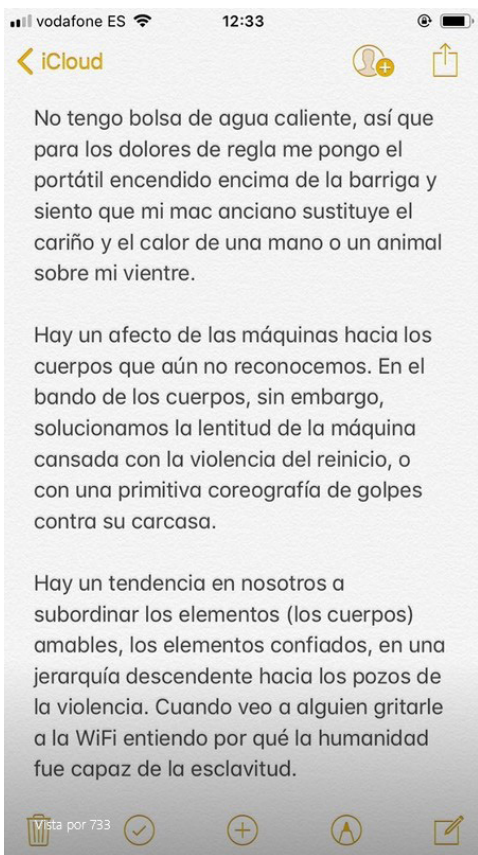 vodafone ES 12:33
iCloud
No tengo bolsa de agua caliente, así que
para los dolores de regla me pongo el
portátil encendido encima de la barriga y
siento que mi mac anciano sustituye el
cariño y el calor de una mano o un animal
sobre mi vientre.
Hay un afecto de las máquinas hacia los
cuerpos que aún no reconocemos. En el
bando de los cuerpos, sin embargo,
solucionamos la lentitud de la máquina
cansada con la violencia del reinicio, o
con una primitiva coreografía de golpes
contra su carcasa.
Hay un tendencia en nosotros a
subordinar los elementos (los cuerpos)
amables, los elementos confiados, en una
jerarquía descendente hacia los pozos de
la violencia. Cuando veo a alguien gritarle
a la WiFi entiendo por qué la humanidad
fue capaz de la esclavitud.
Vista por 733